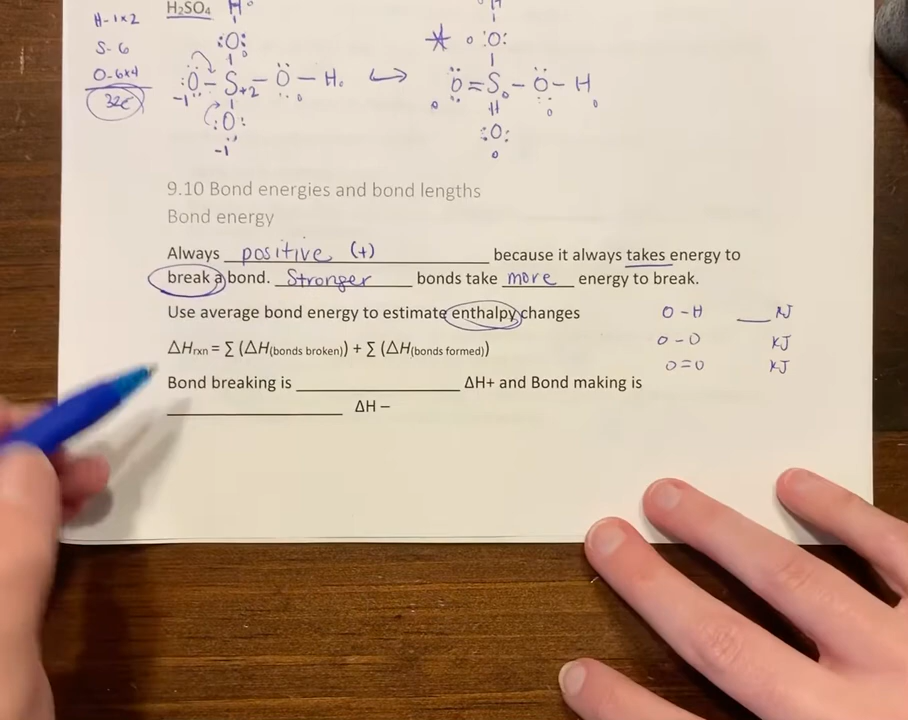 H₂SO₄ H
H-1x2
S-6
O-6x4
32e⁻
:Ö:
:Ö-S+2-Ö-H
-1
:O:
-1
H
:O:
Ö=S-Ö-H
:O:
9.10 Bond energies and bond lengths
Bond energy
Always positive (+) because it always takes energy to
break a bond. Stronger bonds take more energy to break.
Use average bond energy to estimate enthalpy changes
O-H ___ KJ
O-O KJ
O=O KJ
ΔHrxn = Σ (ΔH(bonds broken)) + Σ (ΔH(bonds formed))
Bond breaking is ____________ ΔH+ and Bond making is
____________ ΔH –